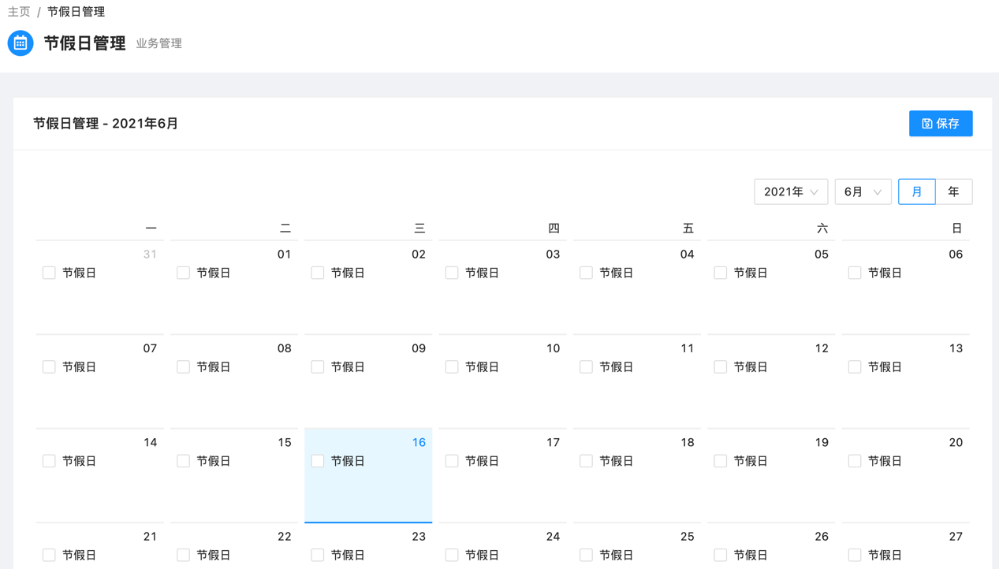 主页 / 节假日管理
节假日管理 业务管理
节假日管理 - 2021年6月 保存
2021年 6月 月 年
一 二 三 四 五 六 日
31 01 02 03 04 05 06
节假日 节假日 节假日 节假日 节假日 节假日 节假日
07 08 09 10 11 12 13
节假日 节假日 节假日 节假日 节假日 节假日 节假日
14 15 16 17 18 19 20
节假日 节假日 节假日 节假日 节假日 节假日 节假日
21 22 23 24 25 26 27
节假日 节假日 节假日 节假日 节假日 节假日 节假日